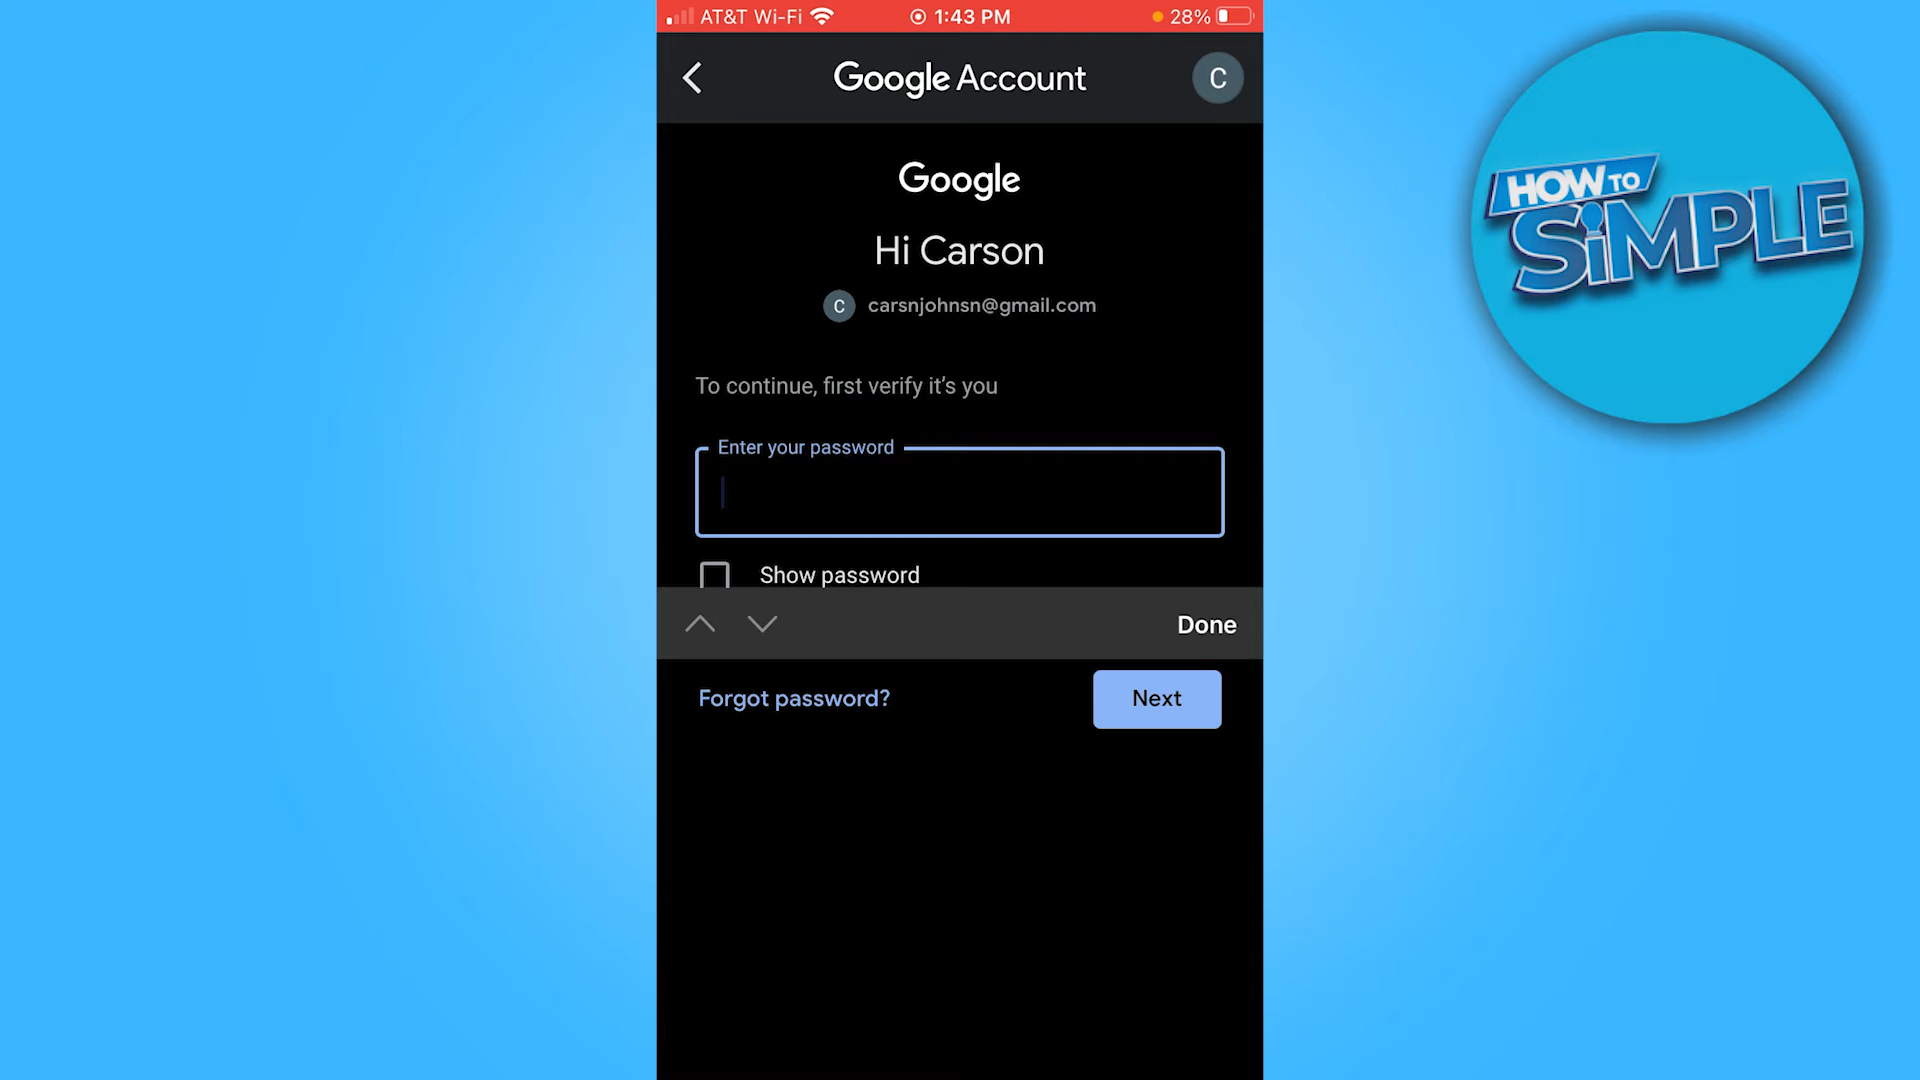 AT&T Wi-Fi 1:43 PM 28%
Google Account C
HOW TO
SiMPLE
Google
Hi Carson
C carsnjohnsn@gmail.com
To continue, first verify it's you
Enter your password
Show password
Done
Forgot password? Next